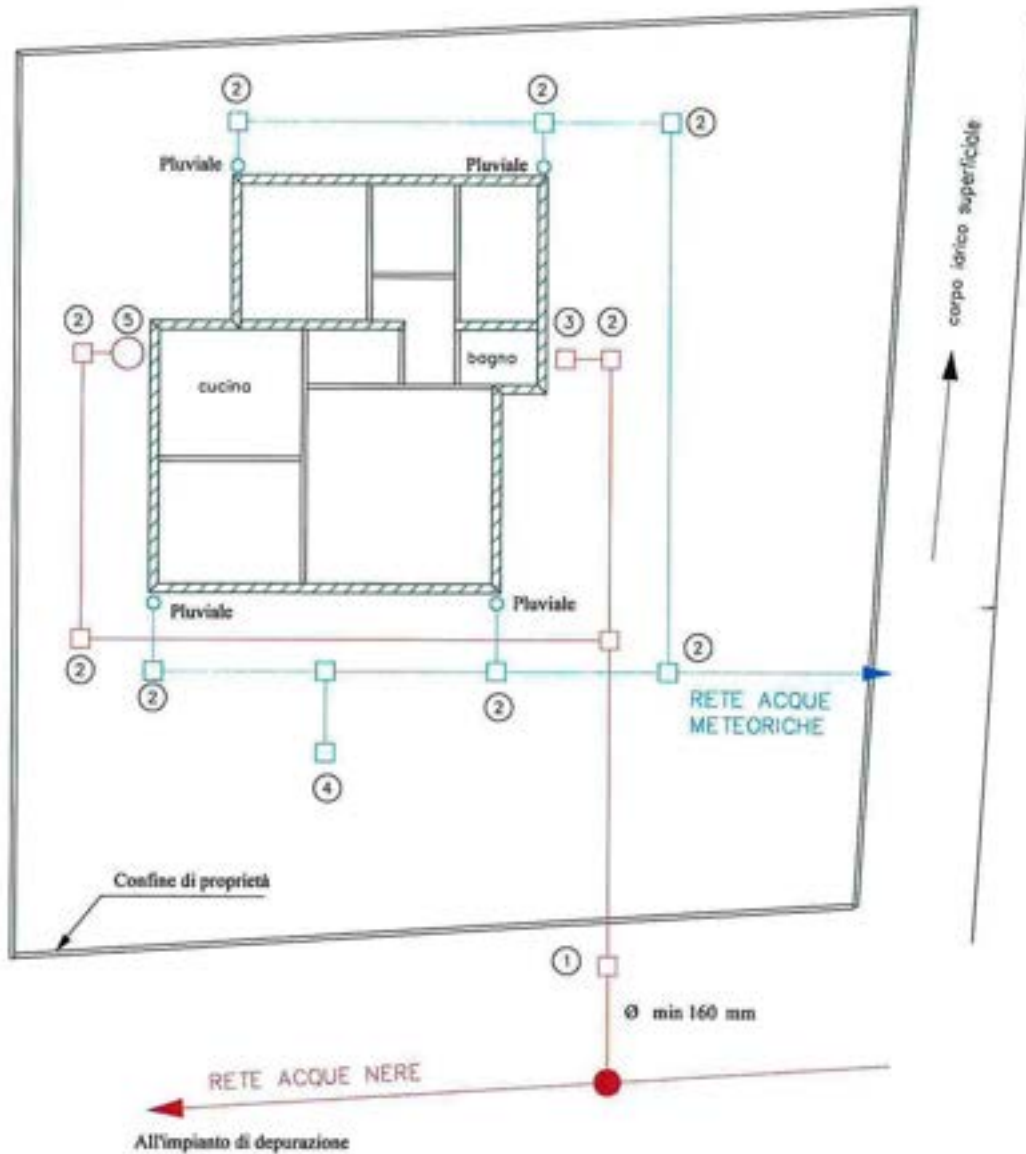 2
2
2
Pluviale
Pluviale
corpo idrico superficiale
2
5
3
2
cucina
bagno
Pluviale
Pluviale
2
2
2
2
RETE ACQUE
METEORICHE
4
Confine di proprietà
1
Ø min 160 mm
RETE ACQUE NERE
All'impianto di depurazione